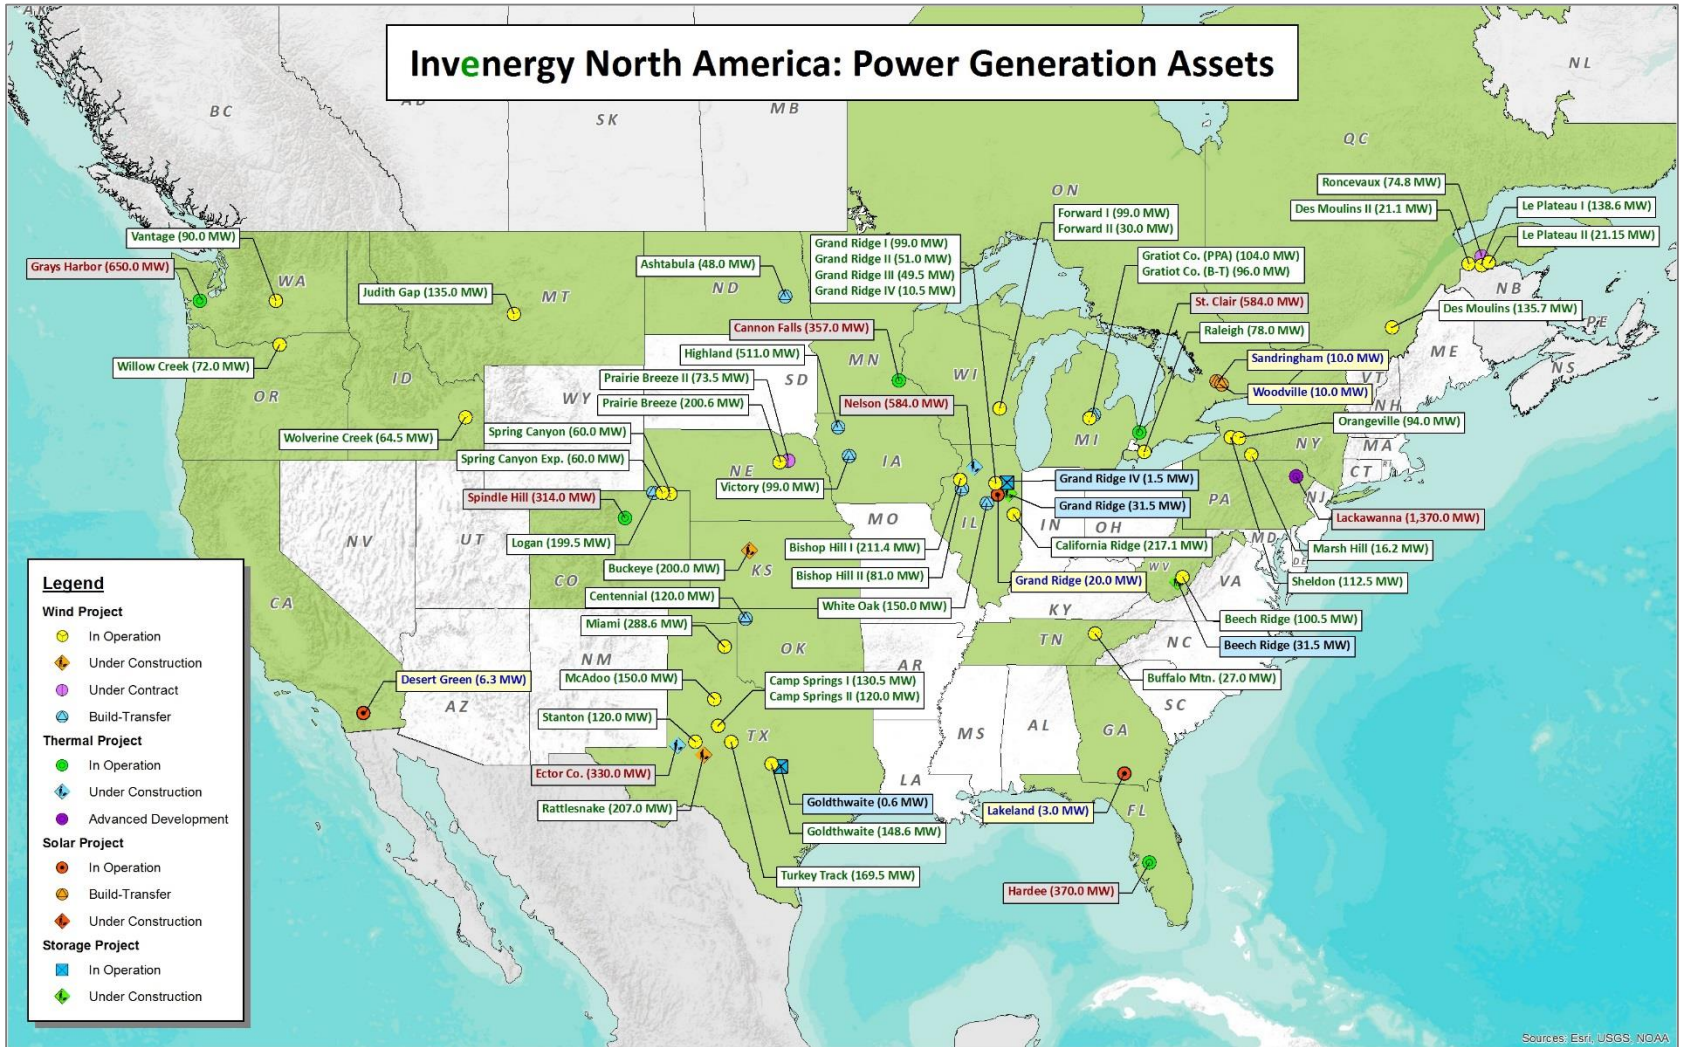 Invenergy North America: Power Generation Assets
AK
BC
AB
SK
MB
NL
QC
ON
Roncevaux (74.8 MW)
Des Moulins II (21.1 MW)
Le Plateau I (138.6 MW)
Le Plateau II (21.15 MW)
Forward I (99.0 MW)
Forward II (30.0 MW)
Vantage (90.0 MW)
Grays Harbor (650.0 MW)
WA
Judith Gap (135.0 MW)
MT
Ashtabula (48.0 MW)
ND
Grand Ridge I (99.0 MW)
Grand Ridge II (51.0 MW)
Grand Ridge III (49.5 MW)
Grand Ridge IV (10.5 MW)
Gratiot Co. (PPA) (104.0 MW)
Gratiot Co. (B-T) (96.0 MW)
NB
PE
St. Clair (584.0 MW)
Raleigh (78.0 MW)
Des Moulins (135.7 MW)
Cannon Falls (357.0 MW)
MN
WI
Highland (511.0 MW)
Sandringham (10.0 MW)
Woodville (10.0 MW)
ME
NS
VT
NH
Willow Creek (72.0 MW)
OR
ID
WY
SD
Prairie Breeze II (73.5 MW)
Prairie Breeze (200.6 MW)
Nelson (584.0 MW)
MI
Orangeville (94.0 MW)
NY
MA
CT
RI
Wolverine Creek (64.5 MW)
Spring Canyon (60.0 MW)
Spring Canyon Exp. (60.0 MW)
Spindle Hill (314.0 MW)
Logan (199.5 MW)
NE
IA
Victory (99.0 MW)
Grand Ridge IV (1.5 MW)
Grand Ridge (31.5 MW)
PA
NJ
Lackawanna (1,370.0 MW)
NV
UT
MO
IL
IN
OH
MD
DE
Bishop Hill I (211.4 MW)
Bishop Hill II (81.0 MW)
California Ridge (217.1 MW)
Marsh Hill (16.2 MW)
Buckeye (200.0 MW)
KS
CO
Grand Ridge (20.0 MW)
WV
VA
Sheldon (112.5 MW)
Centennial (120.0 MW)
White Oak (150.0 MW)
KY
Beech Ridge (100.5 MW)
Beech Ridge (31.5 MW)
CA
Miami (288.6 MW)
OK
TN
NC
NM
AR
Desert Green (6.3 MW)
McAdoo (150.0 MW)
Camp Springs I (130.5 MW)
Camp Springs II (120.0 MW)
Buffalo Mtn. (27.0 MW)
AZ
Stanton (120.0 MW)
TX
SC
MS
AL
GA
Ector Co. (330.0 MW)
LA
Rattlesnake (207.0 MW)
Goldthwaite (0.6 MW)
Goldthwaite (148.6 MW)
Lakeland (3.0 MW)
FL
Turkey Track (169.5 MW)
Hardee (370.0 MW)
Legend
Wind Project
In Operation
Under Construction
Under Contract
Build-Transfer
Thermal Project
In Operation
Under Construction
Advanced Development
Solar Project
In Operation
Build-Transfer
Under Construction
Storage Project
In Operation
Under Construction
Sources: Esri, USGS, NOAA